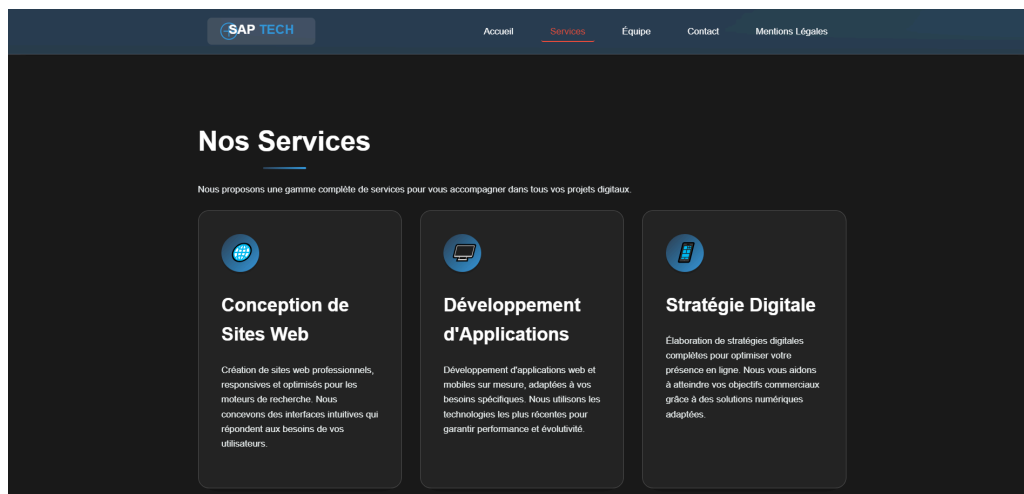 SAP TECH
Accueil Services Équipe Contact Mentions Légales
Nos Services
Nous proposons une gamme complète de services pour vous accompagner dans tous vos projets digitaux.
Conception de
Sites Web
Création de sites web professionnels,
responsives et optimisés pour les
moteurs de recherche. Nous
concevons des interfaces intuitives qui
répondent aux besoins de vos
utilisateurs.
Développement
d'Applications
Développement d'applications web et
mobiles sur mesure, adaptées à vos
besoins spécifiques. Nous utilisons les
technologies les plus récentes pour
garantir performance et évolutivité.
Stratégie Digitale
Élaboration de stratégies digitales
complètes pour optimiser votre
présence en ligne. Nous vous aidons
à atteindre vos objectifs commerciaux
grâce à des solutions numériques
adaptées.